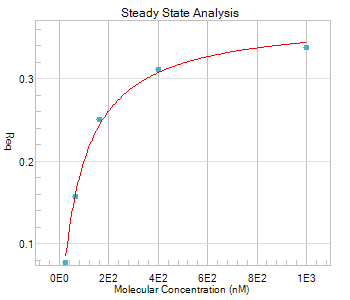 Steady State Analysis
0.3
0.2
0.1
Req
0E0 2E2 4E2 6E2 8E2 1E3
Molecular Concentration (nM)